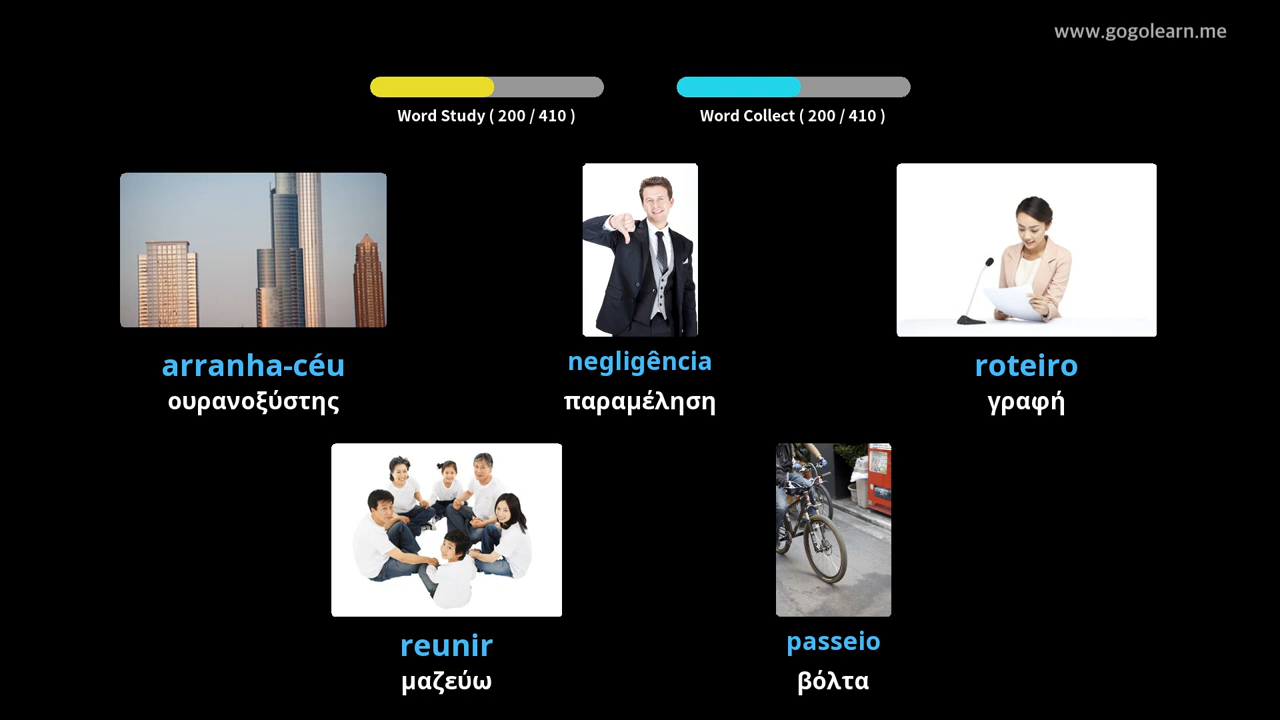 www.gogolearn.me
Word Study ( 200 / 410 )
Word Collect ( 200 / 410 )
arranha-céu
ουρανοξύστης
negligência
παραμέληση
roteiro
γραφή
reunir
μαζεύω
passeio
βόλτα